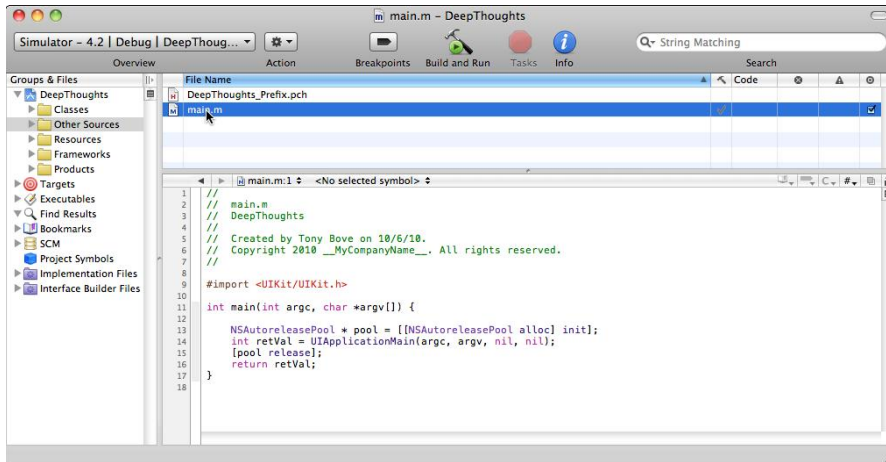 main.m – DeepThoughts
Simulator – 4.2 | Debug | DeepThoug...
String Matching
Overview
Action
Breakpoints
Build and Run
Tasks
Info
Search
Groups & Files
File Name
Code
DeepThoughts
Classes
Other Sources
Resources
Frameworks
Products
Targets
Executables
Find Results
Bookmarks
SCM
Project Symbols
Implementation Files
Interface Builder Files
DeepThoughts_Prefix.pch
main.m
main.m:1
<No selected symbol>
C
#
1 //
2 //  main.m
3 //  DeepThoughts
4 //
5 //  Created by Tony Bove on 10/6/10.
6 //  Copyright 2010 __MyCompanyName__. All rights reserved.
7 //
8
9 #import <UIKit/UIKit.h>
10
11 int main(int argc, char *argv[]) {
12
13     NSAutoreleasePool * pool = [[NSAutoreleasePool alloc] init];
14     int retVal = UIApplicationMain(argc, argv, nil, nil);
15     [pool release];
16     return retVal;
17 }
18